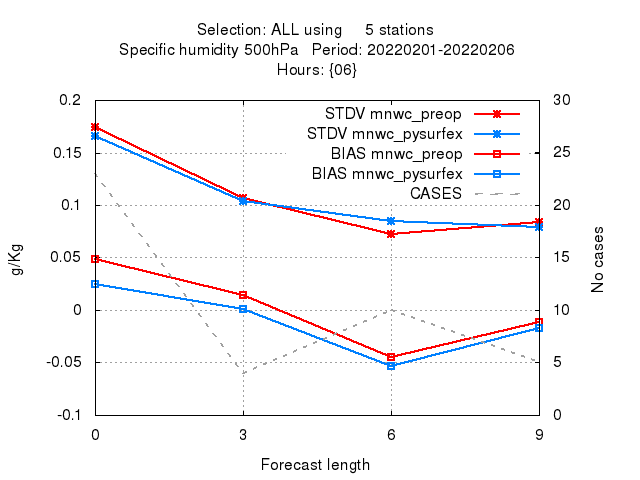 Selection: ALL using     5 stations
Specific humidity 500hPa   Period: 20220201-20220206
Hours: {06}
STDV mnwc_preop
STDV mnwc_pysurfex
BIAS mnwc_preop
BIAS mnwc_pysurfex
CASES
0.2
0.15
0.1
0.05
0
-0.05
-0.1
g/Kg
30
25
20
15
10
5
0
No cases
0 3 6 9
Forecast length